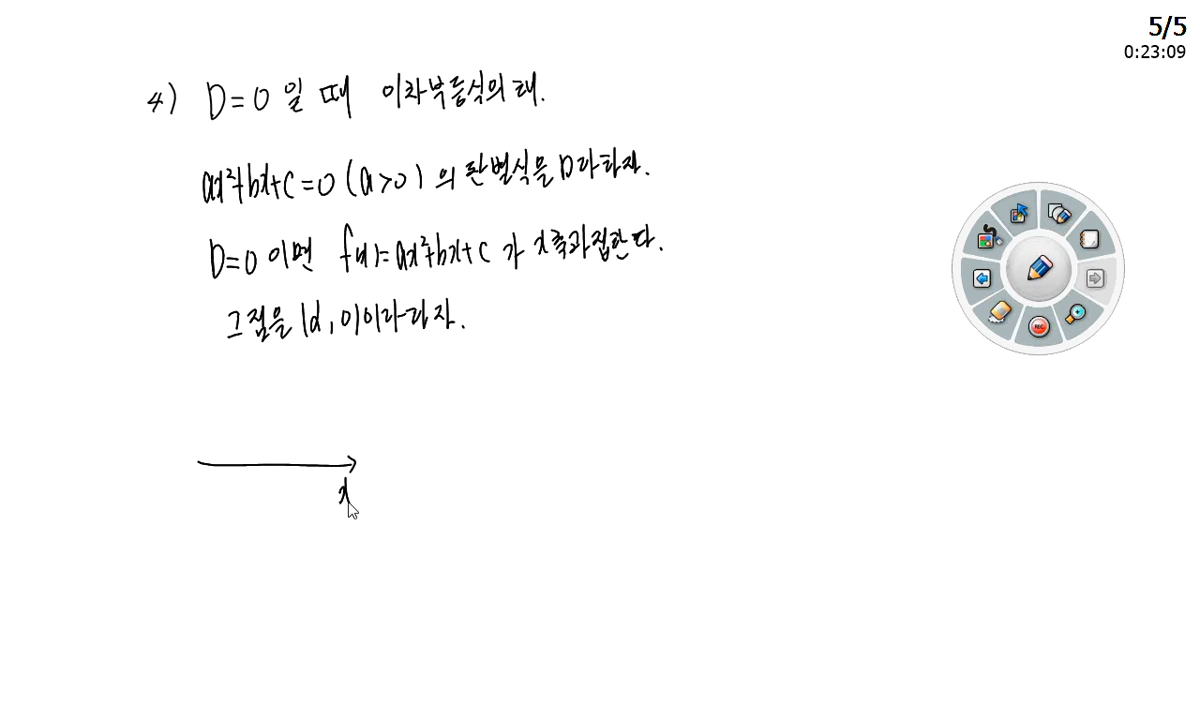 5/5
0:23:09
4) D=0 일 때 이차부등식의 해.
ax²+bx+c=0 (a>0) 의 판별식을 D라하자.
D=0 이면 f(x)=ax²+bx+c 가 x축과접한다.
그점을 (α, 0)이라하자.
x
REC